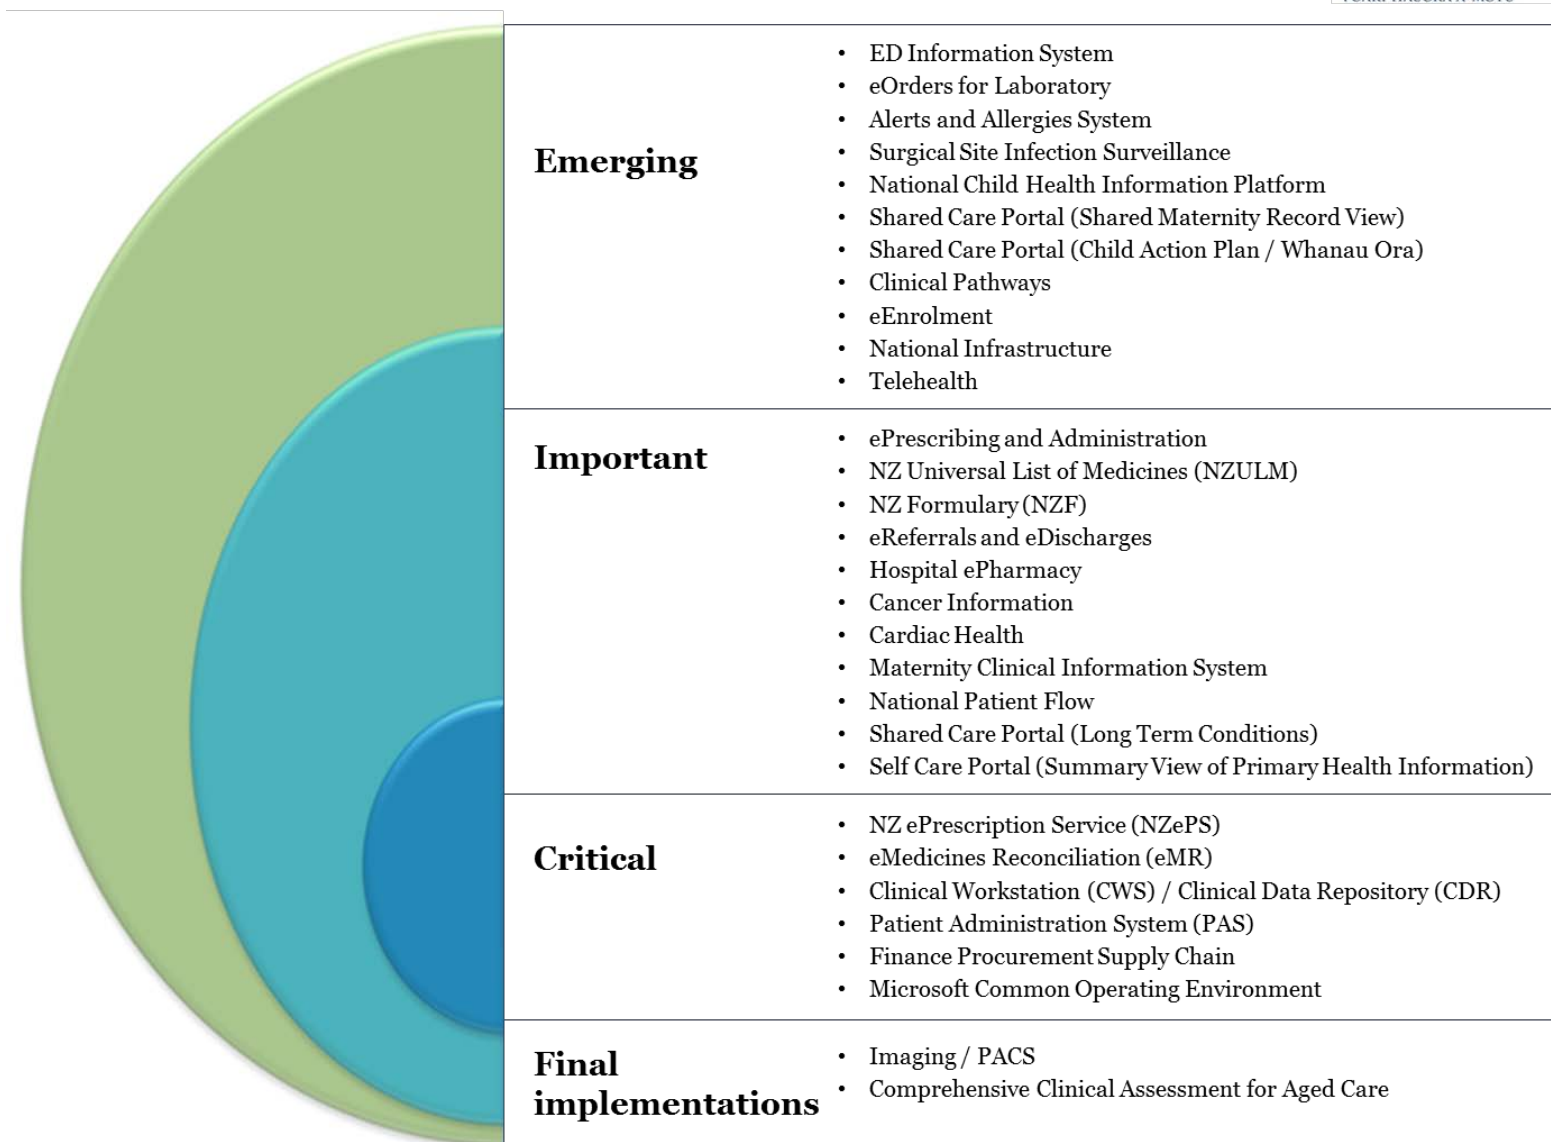 Emerging
• ED Information System
• eOrders for Laboratory
• Alerts and Allergies System
• Surgical Site Infection Surveillance
• National Child Health Information Platform
• Shared Care Portal (Shared Maternity Record View)
• Shared Care Portal (Child Action Plan / Whanau Ora)
• Clinical Pathways
• eEnrolment
• National Infrastructure
• Telehealth
Important
• ePrescribing and Administration
• NZ Universal List of Medicines (NZULM)
• NZ Formulary (NZF)
• eReferrals and eDischarges
• Hospital ePharmacy
• Cancer Information
• Cardiac Health
• Maternity Clinical Information System
• National Patient Flow
• Shared Care Portal (Long Term Conditions)
• Self Care Portal (Summary View of Primary Health Information)
Critical
• NZ ePrescription Service (NZePS)
• eMedicines Reconciliation (eMR)
• Clinical Workstation (CWS) / Clinical Data Repository (CDR)
• Patient Administration System (PAS)
• Finance Procurement Supply Chain
• Microsoft Common Operating Environment
Final
implementations
• Imaging / PACS
• Comprehensive Clinical Assessment for Aged Care